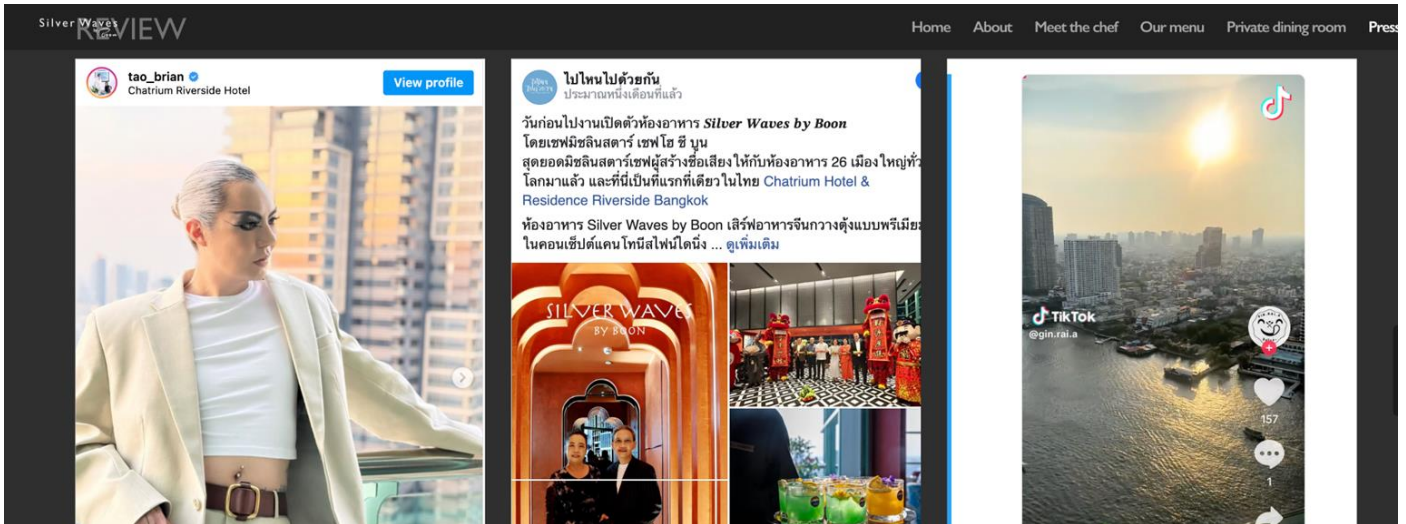 Silver Waves
REVIEW
Home About Meet the chef Our menu Private dining room Press
tao_brian
Chatrium Riverside Hotel
View profile
ไปไหนไปด้วยกัน
ประมาณหนึ่งเดือนที่แล้ว
วันก่อนไปงานเปิดตัวห้องอาหาร Silver Waves by Boon
โดยเชฟมิชลินสตาร์ เชฟโฮ ชี บูน
สุดยอดมิชลินสตาร์เชฟผู้สร้างชื่อเสียงให้กับห้องอาหาร 26 เมืองใหญ่ทั่ว
โลกมาแล้ว และที่นี่เป็นที่แรกที่เดียวในไทย Chatrium Hotel &
Residence Riverside Bangkok
ห้องอาหาร Silver Waves by Boon เสิร์ฟอาหารจีนกวางตุ้งแบบพรีเมีย
ในคอนเซ็ปต์แคนโทนีสไฟน์ไดนิ่ง ... ดูเพิ่มเติม
SILVER WAVES
BY BOON
TikTok
@gin.rai.a
157
1